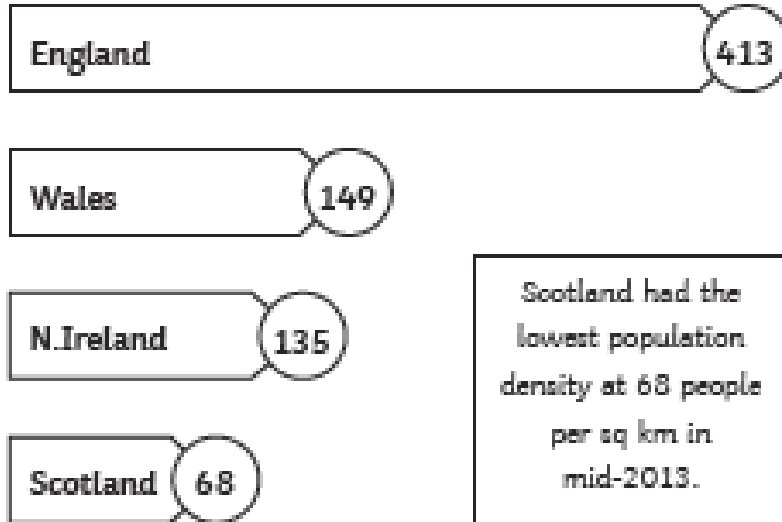 England
413
Wales
149
N.Ireland
135
Scotland
68
Scotland had the
lowest population
density at 68 people
per sq km in
mid-2013.